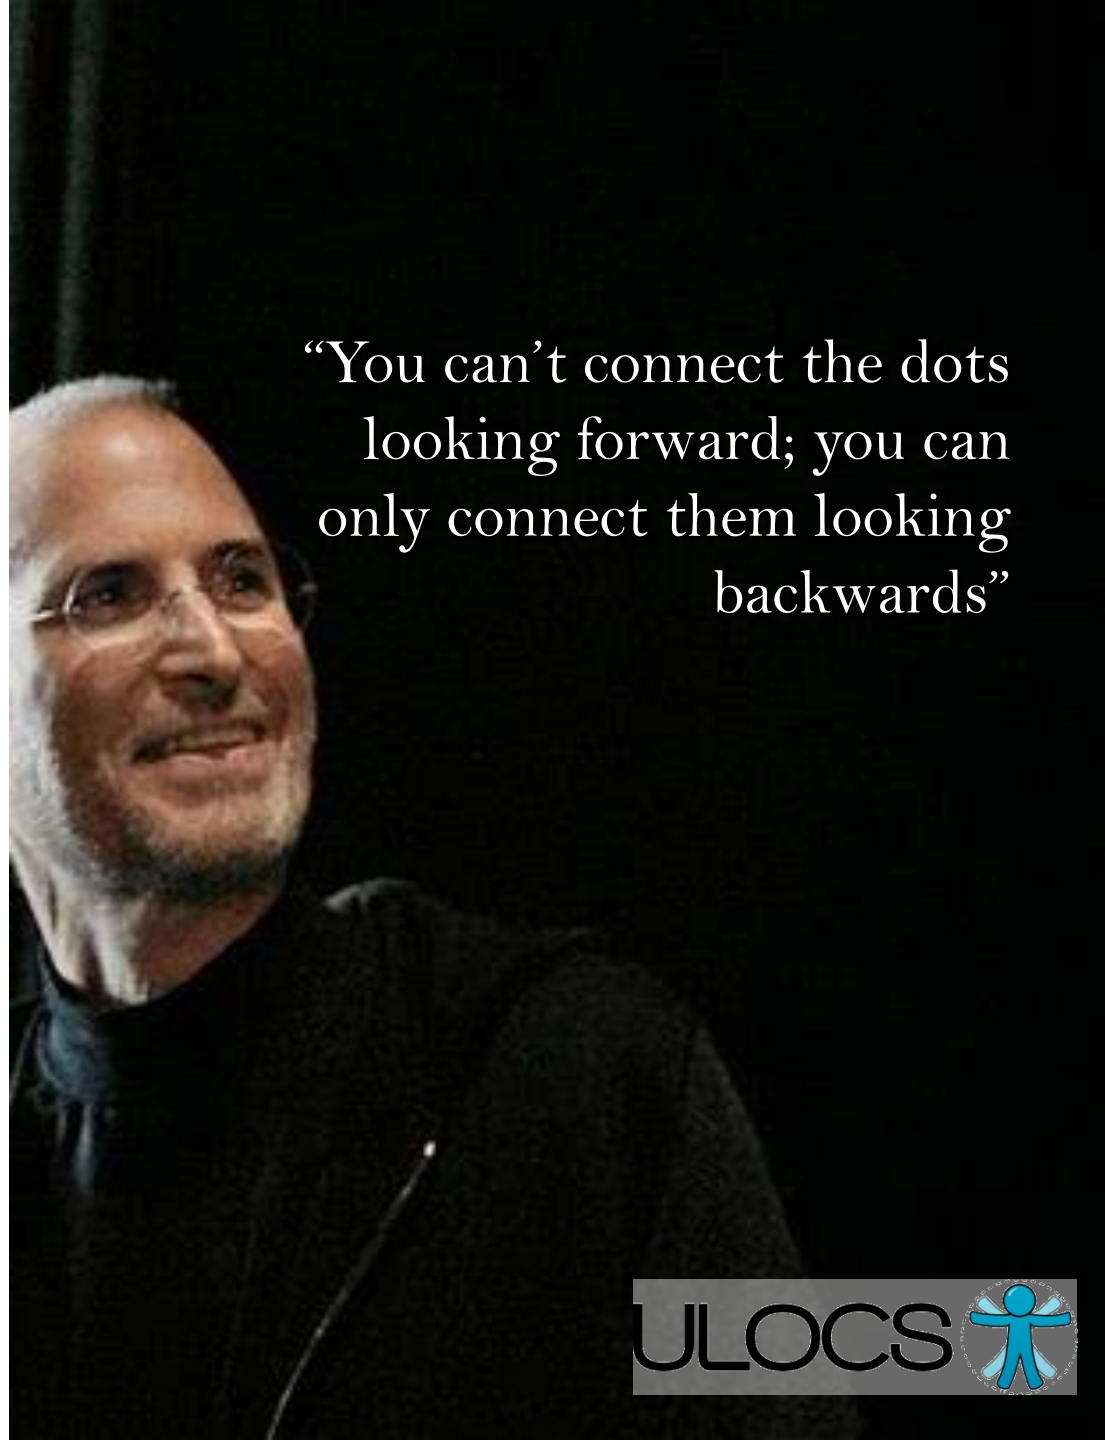 “You can’t connect the dots
looking forward; you can
only connect them looking
backwards”
ULOCS